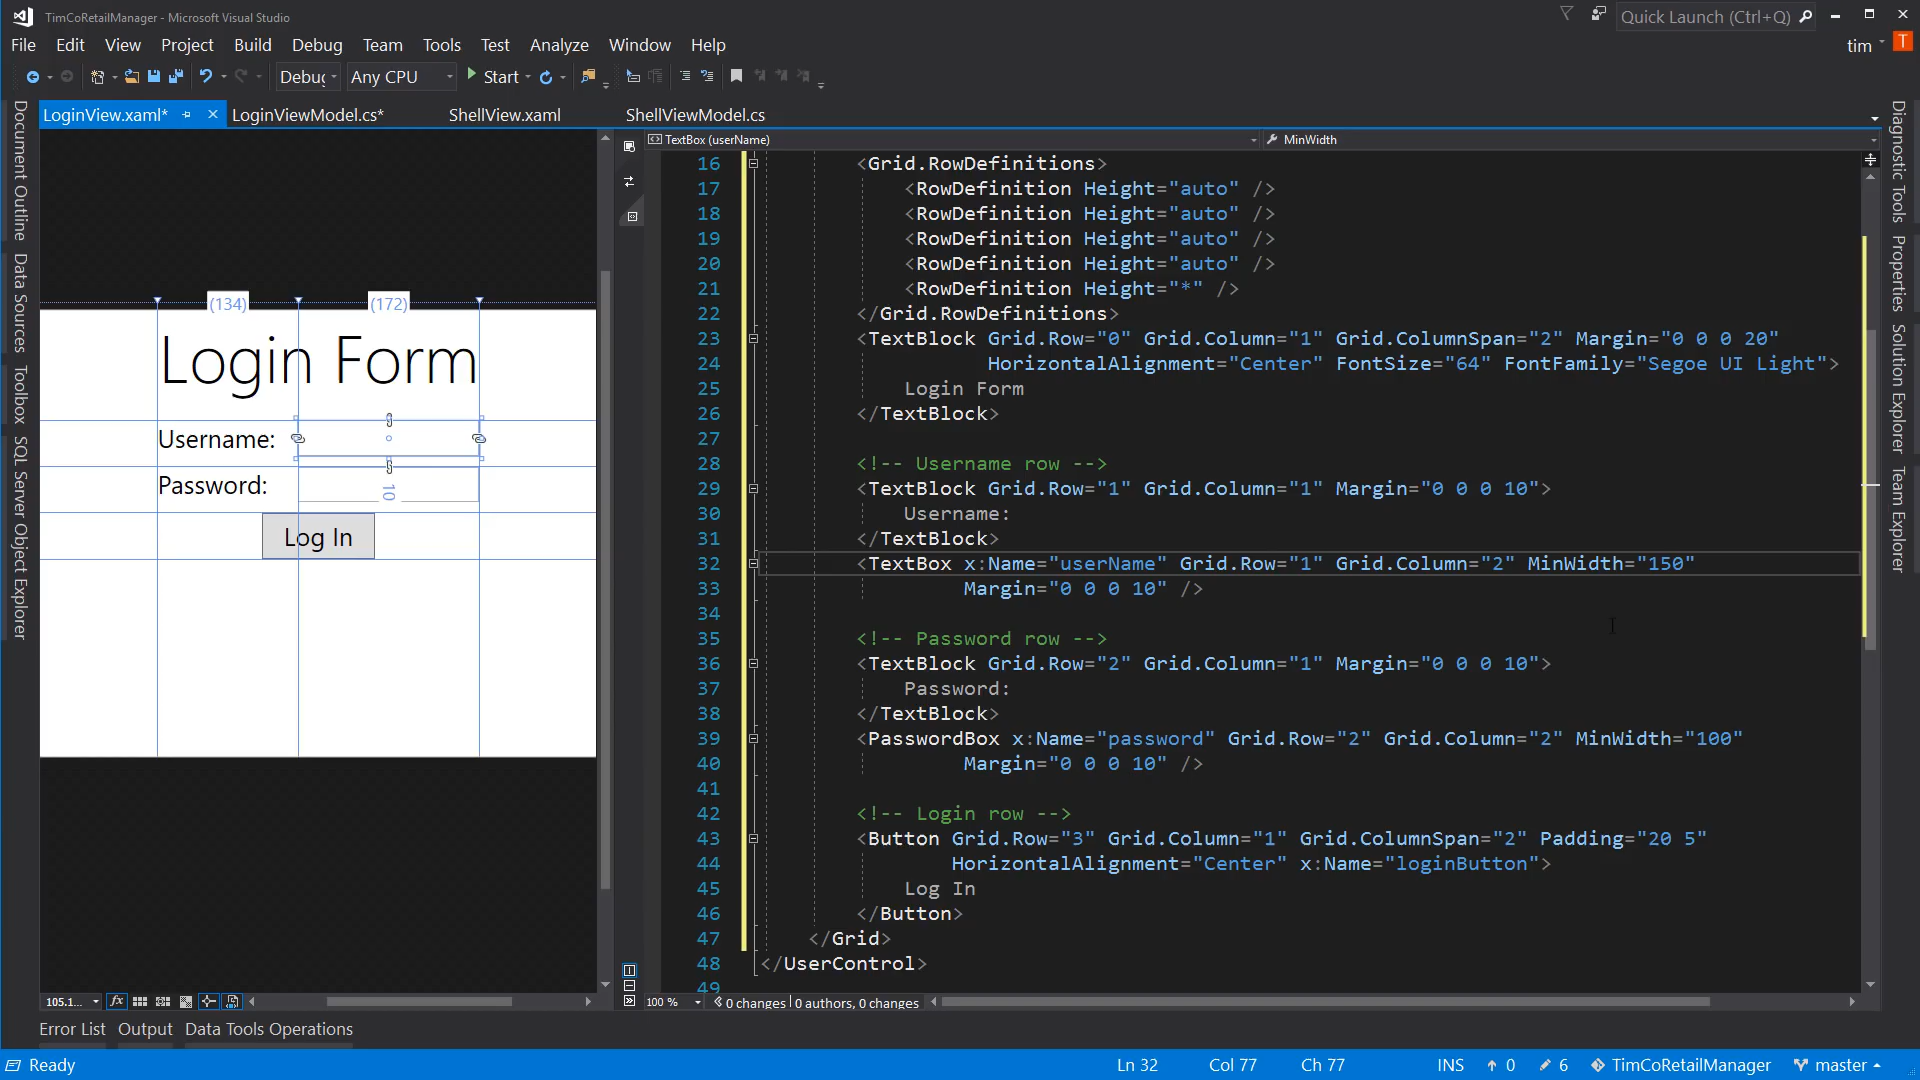 TimCoRetailManager - Microsoft Visual Studio
Quick Launch (Ctrl+Q)
File Edit View Project Build Debug Team Tools Test Analyze Window Help
tim T
Debug Any CPU Start
LoginView.xaml* LoginViewModel.cs* ShellView.xaml ShellViewModel.cs
TextBox (userName) MinWidth
Document Outline
Data Sources
Toolbox
SQL Server Object Explorer
(134) (172)
Login Form
Username:
Password:
10
Log In
16 <Grid.RowDefinitions>
17 <RowDefinition Height="auto" />
18 <RowDefinition Height="auto" />
19 <RowDefinition Height="auto" />
20 <RowDefinition Height="auto" />
21 <RowDefinition Height="*" />
22 </Grid.RowDefinitions>
23 <TextBlock Grid.Row="0" Grid.Column="1" Grid.ColumnSpan="2" Margin="0 0 0 20"
24 HorizontalAlignment="Center" FontSize="64" FontFamily="Segoe UI Light">
25 Login Form
26 </TextBlock>
27
28 <!-- Username row -->
29 <TextBlock Grid.Row="1" Grid.Column="1" Margin="0 0 0 10">
30 Username:
31 </TextBlock>
32 <TextBox x:Name="userName" Grid.Row="1" Grid.Column="2" MinWidth="150"
33 Margin="0 0 0 10" />
34
35 <!-- Password row -->
36 <TextBlock Grid.Row="2" Grid.Column="1" Margin="0 0 0 10">
37 Password:
38 </TextBlock>
39 <PasswordBox x:Name="password" Grid.Row="2" Grid.Column="2" MinWidth="100"
40 Margin="0 0 0 10" />
41
42 <!-- Login row -->
43 <Button Grid.Row="3" Grid.Column="1" Grid.ColumnSpan="2" Padding="20 5"
44 HorizontalAlignment="Center" x:Name="loginButton">
45 Log In
46 </Button>
47 </Grid>
48 </UserControl>
49
Diagnostic Tools
Properties
Solution Explorer
Team Explorer
105.1... fx
100 % 0 changes | 0 authors, 0 changes
Error List Output Data Tools Operations
Ready Ln 32 Col 77 Ch 77 INS 0 6 TimCoRetailManager master